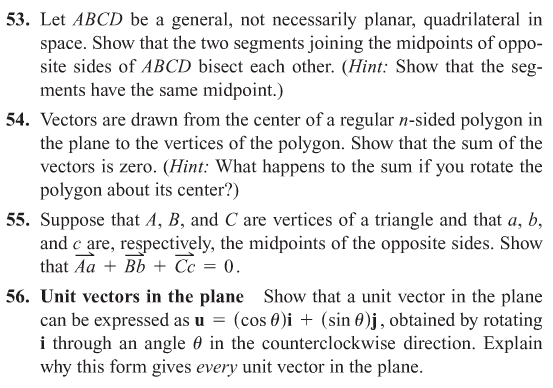 53. Let ABCD be a general, not necessarily planar, quadrilateral in
space. Show that the two segments joining the midpoints of oppo-
site sides of ABCD bisect each other. (Hint: Show that the seg-
ments have the same midpoint.)
54. Vectors are drawn from the center of a regular n-sided polygon in
the plane to the vertices of the polygon. Show that the sum of the
vectors is zero. (Hint: What happens to the sum if you rotate the
polygon about its center?)
55. Suppose that A, B, and C are vertices of a triangle and that a, b,
and c are, respectively, the midpoints of the opposite sides. Show
that $\overrightarrow{Aa} + \overrightarrow{Bb} + \overrightarrow{Cc} = 0$.
56. Unit vectors in the plane Show that a unit vector in the plane
can be expressed as u = (cos θ)i + (sin θ)j, obtained by rotating
i through an angle θ in the counterclockwise direction. Explain
why this form gives every unit vector in the plane.